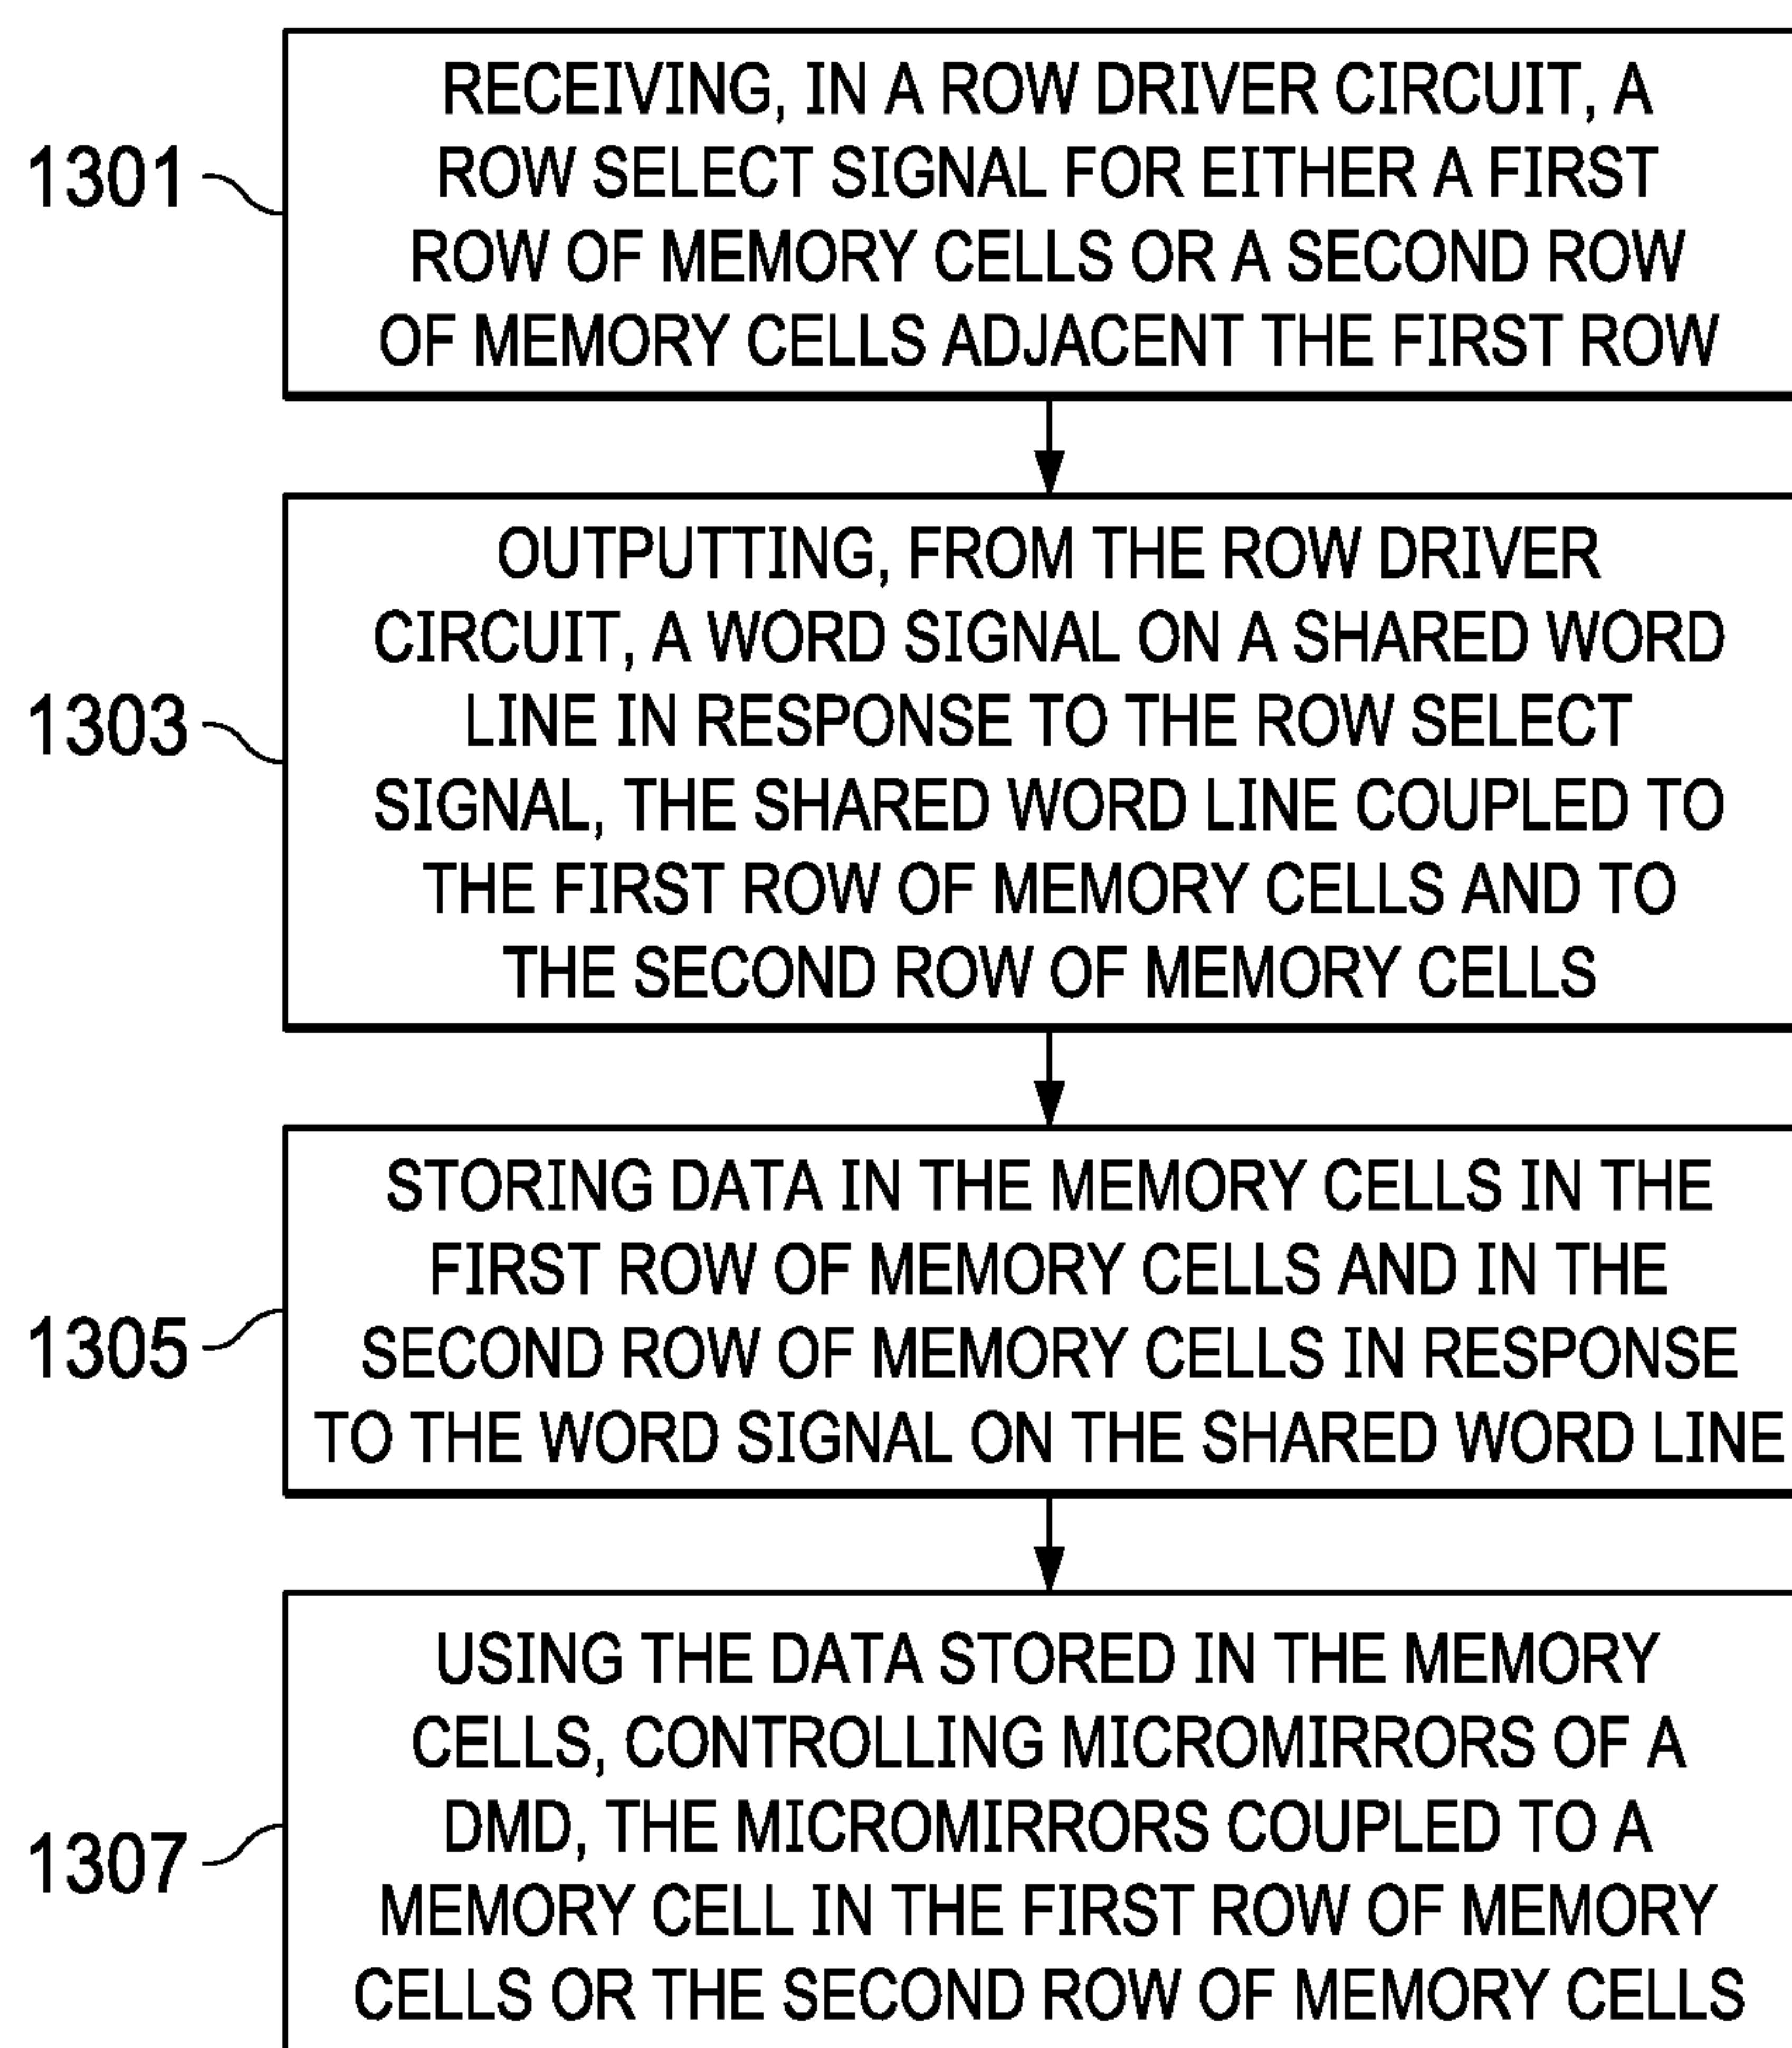 RECEIVING, IN A ROW DRIVER CIRCUIT, A
1301
ROW SELECT SIGNAL FOR EITHER A FIRST
ROW OF MEMORY CELLS OR A SECOND ROW
OF MEMORY CELLS ADJACENT THE FIRST ROW
OUTPUTTING, FROM THE ROW DRIVER
CIRCUIT, A WORD SIGNAL ON A SHARED WORD
1303
LINE IN RESPONSE TO THE ROW SELECT
SIGNAL, THE SHARED WORD LINE COUPLED TO
THE FIRST ROW OF MEMORY CELLS AND TO
THE SECOND ROW OF MEMORY CELLS
STORING DATA IN THE MEMORY CELLS IN THE
FIRST ROW OF MEMORY CELLS AND IN THE
1305
SECOND ROW OF MEMORY CELLS IN RESPONSE
TO THE WORD SIGNAL ON THE SHARED WORD LINE
USING THE DATA STORED IN THE MEMORY
CELLS, CONTROLLING MICROMIRRORS OF A
1307
DMD, THE MICROMIRRORS COUPLED TO A
MEMORY CELL IN THE FIRST ROW OF MEMORY
CELLS OR THE SECOND ROW OF MEMORY CELLS